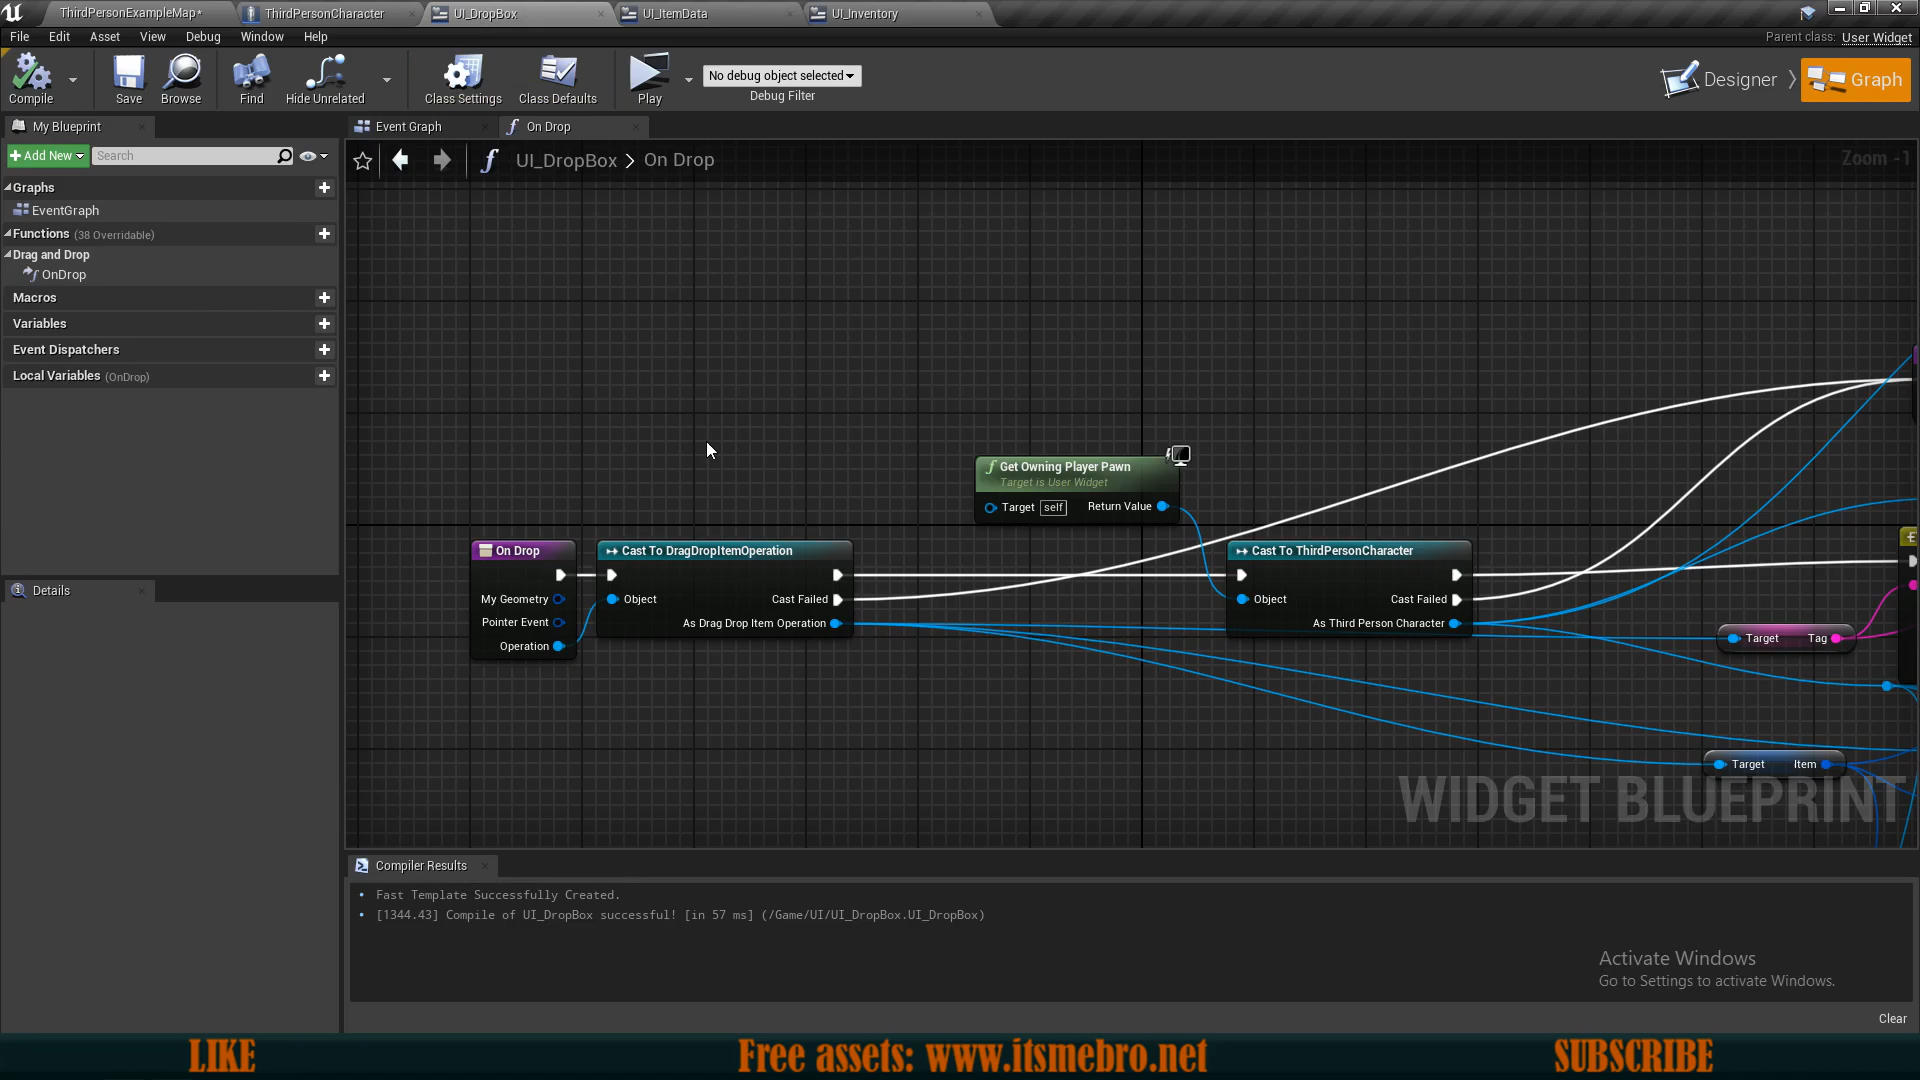 ThirdPersonExampleMap*
ThirdPersonCharacter
UI_DropBox
UI_ItemData
UI_Inventory
File Edit Asset View Debug Window Help
Parent class: User Widget
Compile
Save
Browse
Find
Hide Unrelated
Class Settings
Class Defaults
Play
No debug object selected
Debug Filter
Designer
Graph
My Blueprint
Event Graph
On Drop
Add New
Search
UI_DropBox > On Drop
Zoom -1
Graphs
EventGraph
Functions (38 Overridable)
Drag and Drop
OnDrop
Macros
Variables
Event Dispatchers
Local Variables (OnDrop)
Details
Get Owning Player Pawn
Target is User Widget
Target self Return Value
On Drop
My Geometry
Pointer Event
Operation
Cast To DragDropItemOperation
Object Cast Failed
As Drag Drop Item Operation
Cast To ThirdPersonCharacter
Object Cast Failed
As Third Person Character
Target Tag
Target Item
WIDGET BLUEPRINT
Compiler Results
Fast Template Successfully Created.
[1344.43] Compile of UI_DropBox successful! [in 57 ms] (/Game/UI/UI_DropBox.UI_DropBox)
Activate Windows
Go to Settings to activate Windows.
Clear
LIKE
Free assets: www.itsmebro.net
SUBSCRIBE